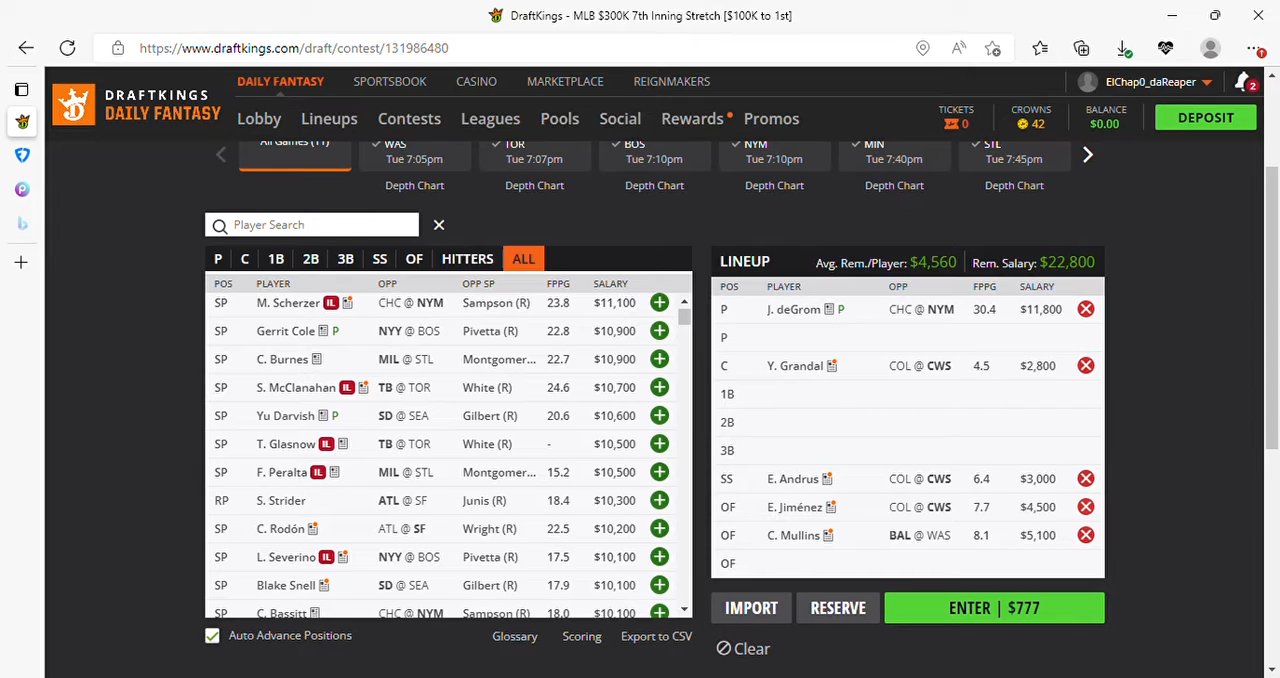 DraftKings - MLB $300K 7th Inning Stretch [$100K to 1st]
https://www.draftkings.com/draft/contest/131986480
DAILY FANTASY SPORTSBOOK CASINO MARKETPLACE REIGNMAKERS ElChap0_daReaper 2
DRAFTKINGS
DAILY FANTASY
Lobby Lineups Contests Leagues Pools Social Rewards Promos
TICKETS 0 CROWNS 42 BALANCE $0.00 DEPOSIT
All Games (11) WAS TOR BOS NYM MIN STL
Tue 7:05pm Tue 7:07pm Tue 7:10pm Tue 7:10pm Tue 7:40pm Tue 7:45pm
Depth Chart Depth Chart Depth Chart Depth Chart Depth Chart Depth Chart
Player Search
P C 1B 2B 3B SS OF HITTERS ALL
POS PLAYER OPP OPP SP FPPG SALARY
SP M. Scherzer IL CHC @ NYM Sampson (R) 23.8 $11,100
SP Gerrit Cole P NYY @ BOS Pivetta (R) 22.8 $10,900
SP C. Burnes MIL @ STL Montgomer... 22.7 $10,900
SP S. McClanahan IL TB @ TOR White (R) 24.6 $10,700
SP Yu Darvish P SD @ SEA Gilbert (R) 20.6 $10,600
SP T. Glasnow IL TB @ TOR White (R) - $10,500
SP F. Peralta IL MIL @ STL Montgomer... 15.2 $10,500
RP S. Strider ATL @ SF Junis (R) 18.4 $10,300
SP C. Rodón ATL @ SF Wright (R) 22.5 $10,200
SP L. Severino IL NYY @ BOS Pivetta (R) 17.5 $10,100
SP Blake Snell SD @ SEA Gilbert (R) 17.9 $10,100
SP C. Bassitt CHC @ NYM Sampson (R) 18.0 $10,100
Auto Advance Positions Glossary Scoring Export to CSV
LINEUP Avg. Rem./Player: $4,560 Rem. Salary: $22,800
POS PLAYER OPP FPPG SALARY
P J. deGrom P CHC @ NYM 30.4 $11,800
P
C Y. Grandal COL @ CWS 4.5 $2,800
1B
2B
3B
SS E. Andrus COL @ CWS 6.4 $3,000
OF E. Jiménez COL @ CWS 7.7 $4,500
OF C. Mullins BAL @ WAS 8.1 $5,100
OF
IMPORT RESERVE ENTER | $777
Clear